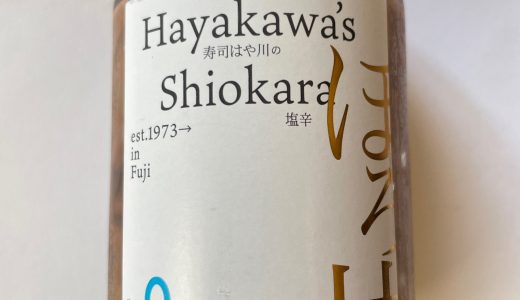 Hayakawa's
寿司はや川の
Shiokara
塩辛
est.1973→
in
Fuji